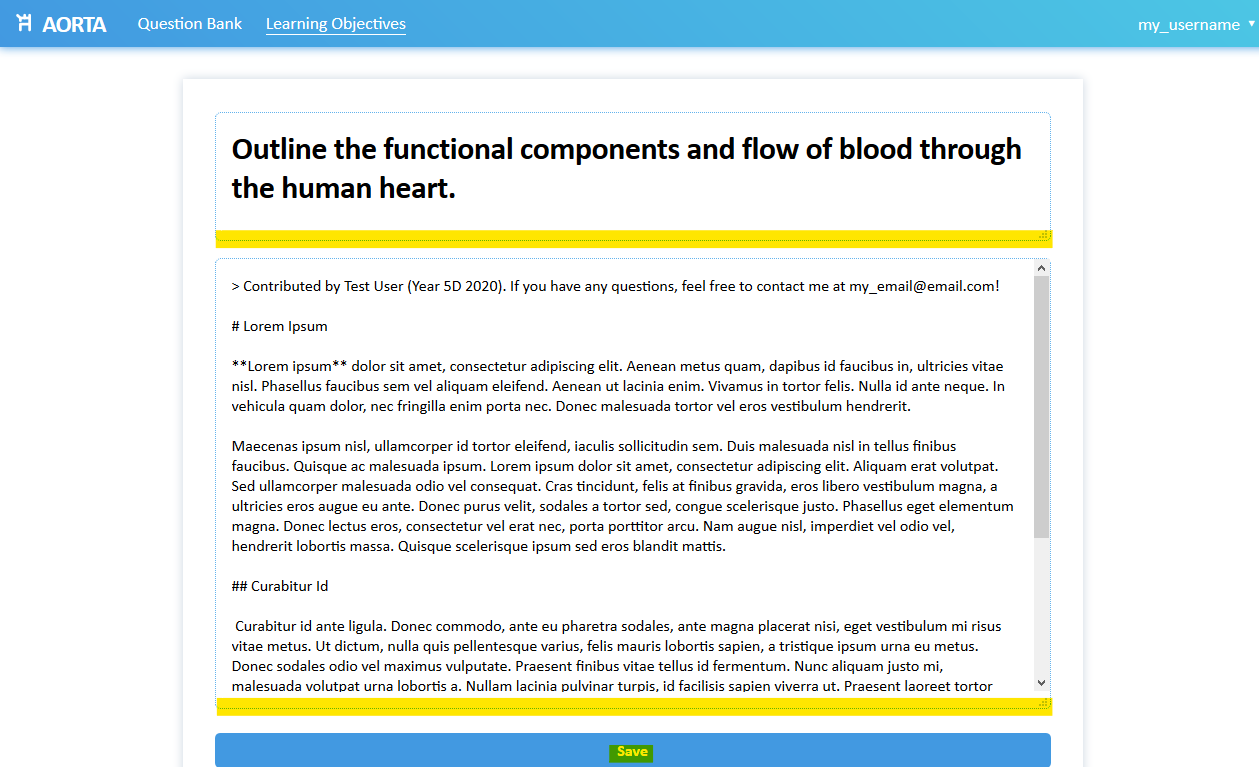 AORTA Question Bank Learning Objectives my_username
Outline the functional components and flow of blood through
the human heart.
> Contributed by Test User (Year 5D 2020). If you have any questions, feel free to contact me at my_email@email.com!
# Lorem Ipsum
**Lorem ipsum** dolor sit amet, consectetur adipiscing elit. Aenean metus quam, dapibus id faucibus in, ultricies vitae
nisl. Phasellus faucibus sem vel aliquam eleifend. Aenean ut lacinia enim. Vivamus in tortor felis. Nulla id ante neque. In
vehicula quam dolor, nec fringilla enim porta nec. Donec malesuada tortor vel eros vestibulum hendrerit.
Maecenas ipsum nisl, ullamcorper id tortor eleifend, iaculis sollicitudin sem. Duis malesuada nisl in tellus finibus
faucibus. Quisque ac malesuada ipsum. Lorem ipsum dolor sit amet, consectetur adipiscing elit. Aliquam erat volutpat.
Sed ullamcorper malesuada odio vel consequat. Cras tincidunt, felis at finibus gravida, eros libero vestibulum magna, a
ultricies eros augue eu ante. Donec purus velit, sodales a tortor sed, congue scelerisque justo. Phasellus eget elementum
magna. Donec lectus eros, consectetur vel erat nec, porta porttitor arcu. Nam augue nisl, imperdiet vel odio vel,
hendrerit lobortis massa. Quisque scelerisque ipsum sed eros blandit mattis.
## Curabitur Id
Curabitur id ante ligula. Donec commodo, ante eu pharetra sodales, ante magna placerat nisi, eget vestibulum mi risus
vitae metus. Ut dictum, nulla quis pellentesque varius, felis mauris lobortis sapien, a tristique ipsum urna eu metus.
Donec sodales odio vel maximus vulputate. Praesent finibus vitae tellus id fermentum. Nunc aliquam justo mi,
malesuada volutpat urna lobortis a. Nullam lacinia pulvinar turpis, id facilisis sapien viverra ut. Praesent laoreet tortor
Save